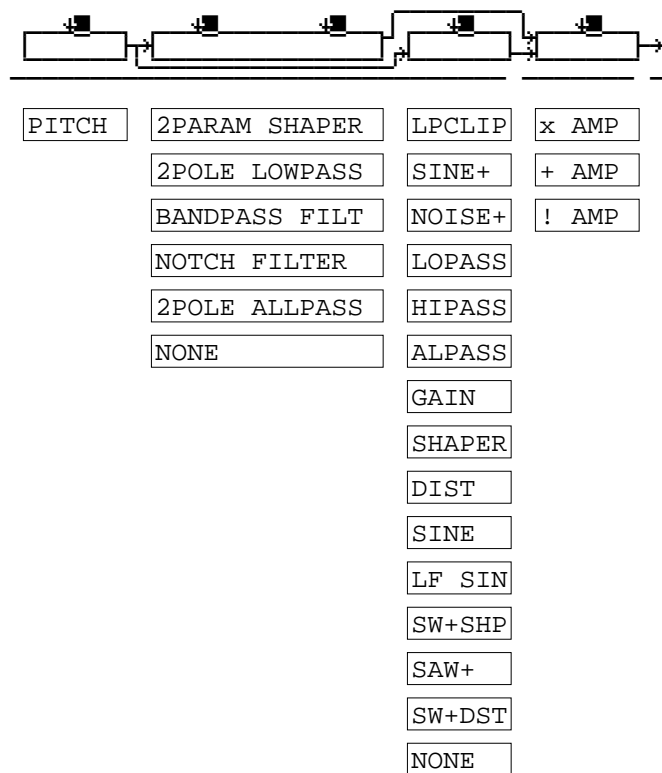 PITCH 2PARAM SHAPER LPCLIP x AMP
2POLE LOWPASS SINE+ + AMP
BANDPASS FILT NOISE+ ! AMP
NOTCH FILTER LOPASS
2POLE ALLPASS HIPASS
NONE ALPASS
GAIN
SHAPER
DIST
SINE
LF SIN
SW+SHP
SAW+
SW+DST
NONE